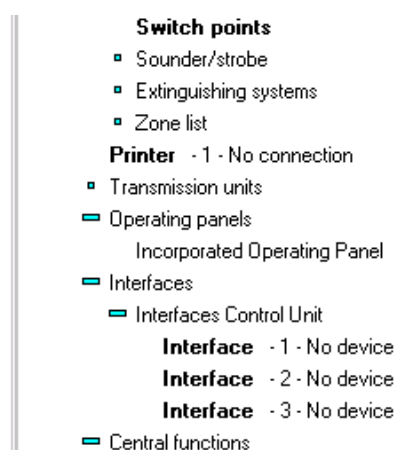 Switch points
Sounder/strobe
Extinguishing systems
Zone list
Printer - 1 - No connection
Transmission units
Operating panels
Incorporated Operating Panel
Interfaces
Interfaces Control Unit
Interface - 1 - No device
Interface - 2 - No device
Interface - 3 - No device
Central functions